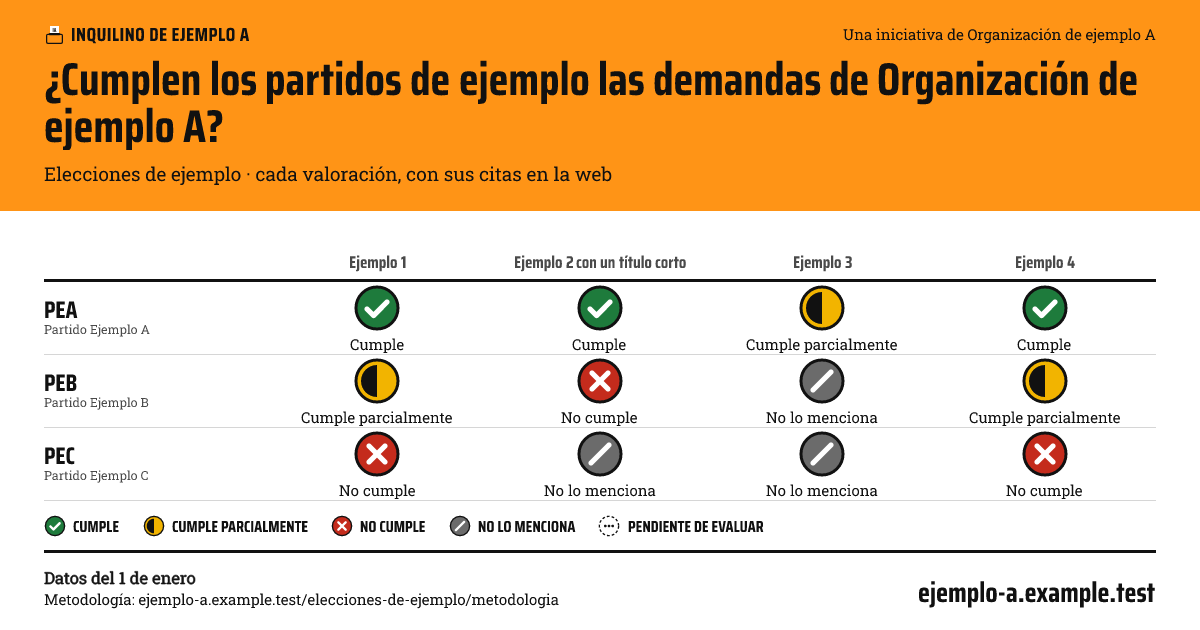 INQUILINO DE EJEMPLO A
Una iniciativa de Organización de ejemplo A
¿Cumplen los partidos de ejemplo las demandas de Organización de
ejemplo A?
Elecciones de ejemplo · cada valoración, con sus citas en la web
Ejemplo 1 Ejemplo 2 con un título corto Ejemplo 3 Ejemplo 4
PEA
Partido Ejemplo A
Cumple Cumple Cumple parcialmente Cumple
PEB
Partido Ejemplo B
Cumple parcialmente No cumple No lo menciona Cumple parcialmente
PEC
Partido Ejemplo C
No cumple No lo menciona No lo menciona No cumple
CUMPLE CUMPLE PARCIALMENTE NO CUMPLE NO LO MENCIONA PENDIENTE DE EVALUAR
Datos del 1 de enero
Metodología: ejemplo-a.example.test/elecciones-de-ejemplo/metodologia
ejemplo-a.example.test